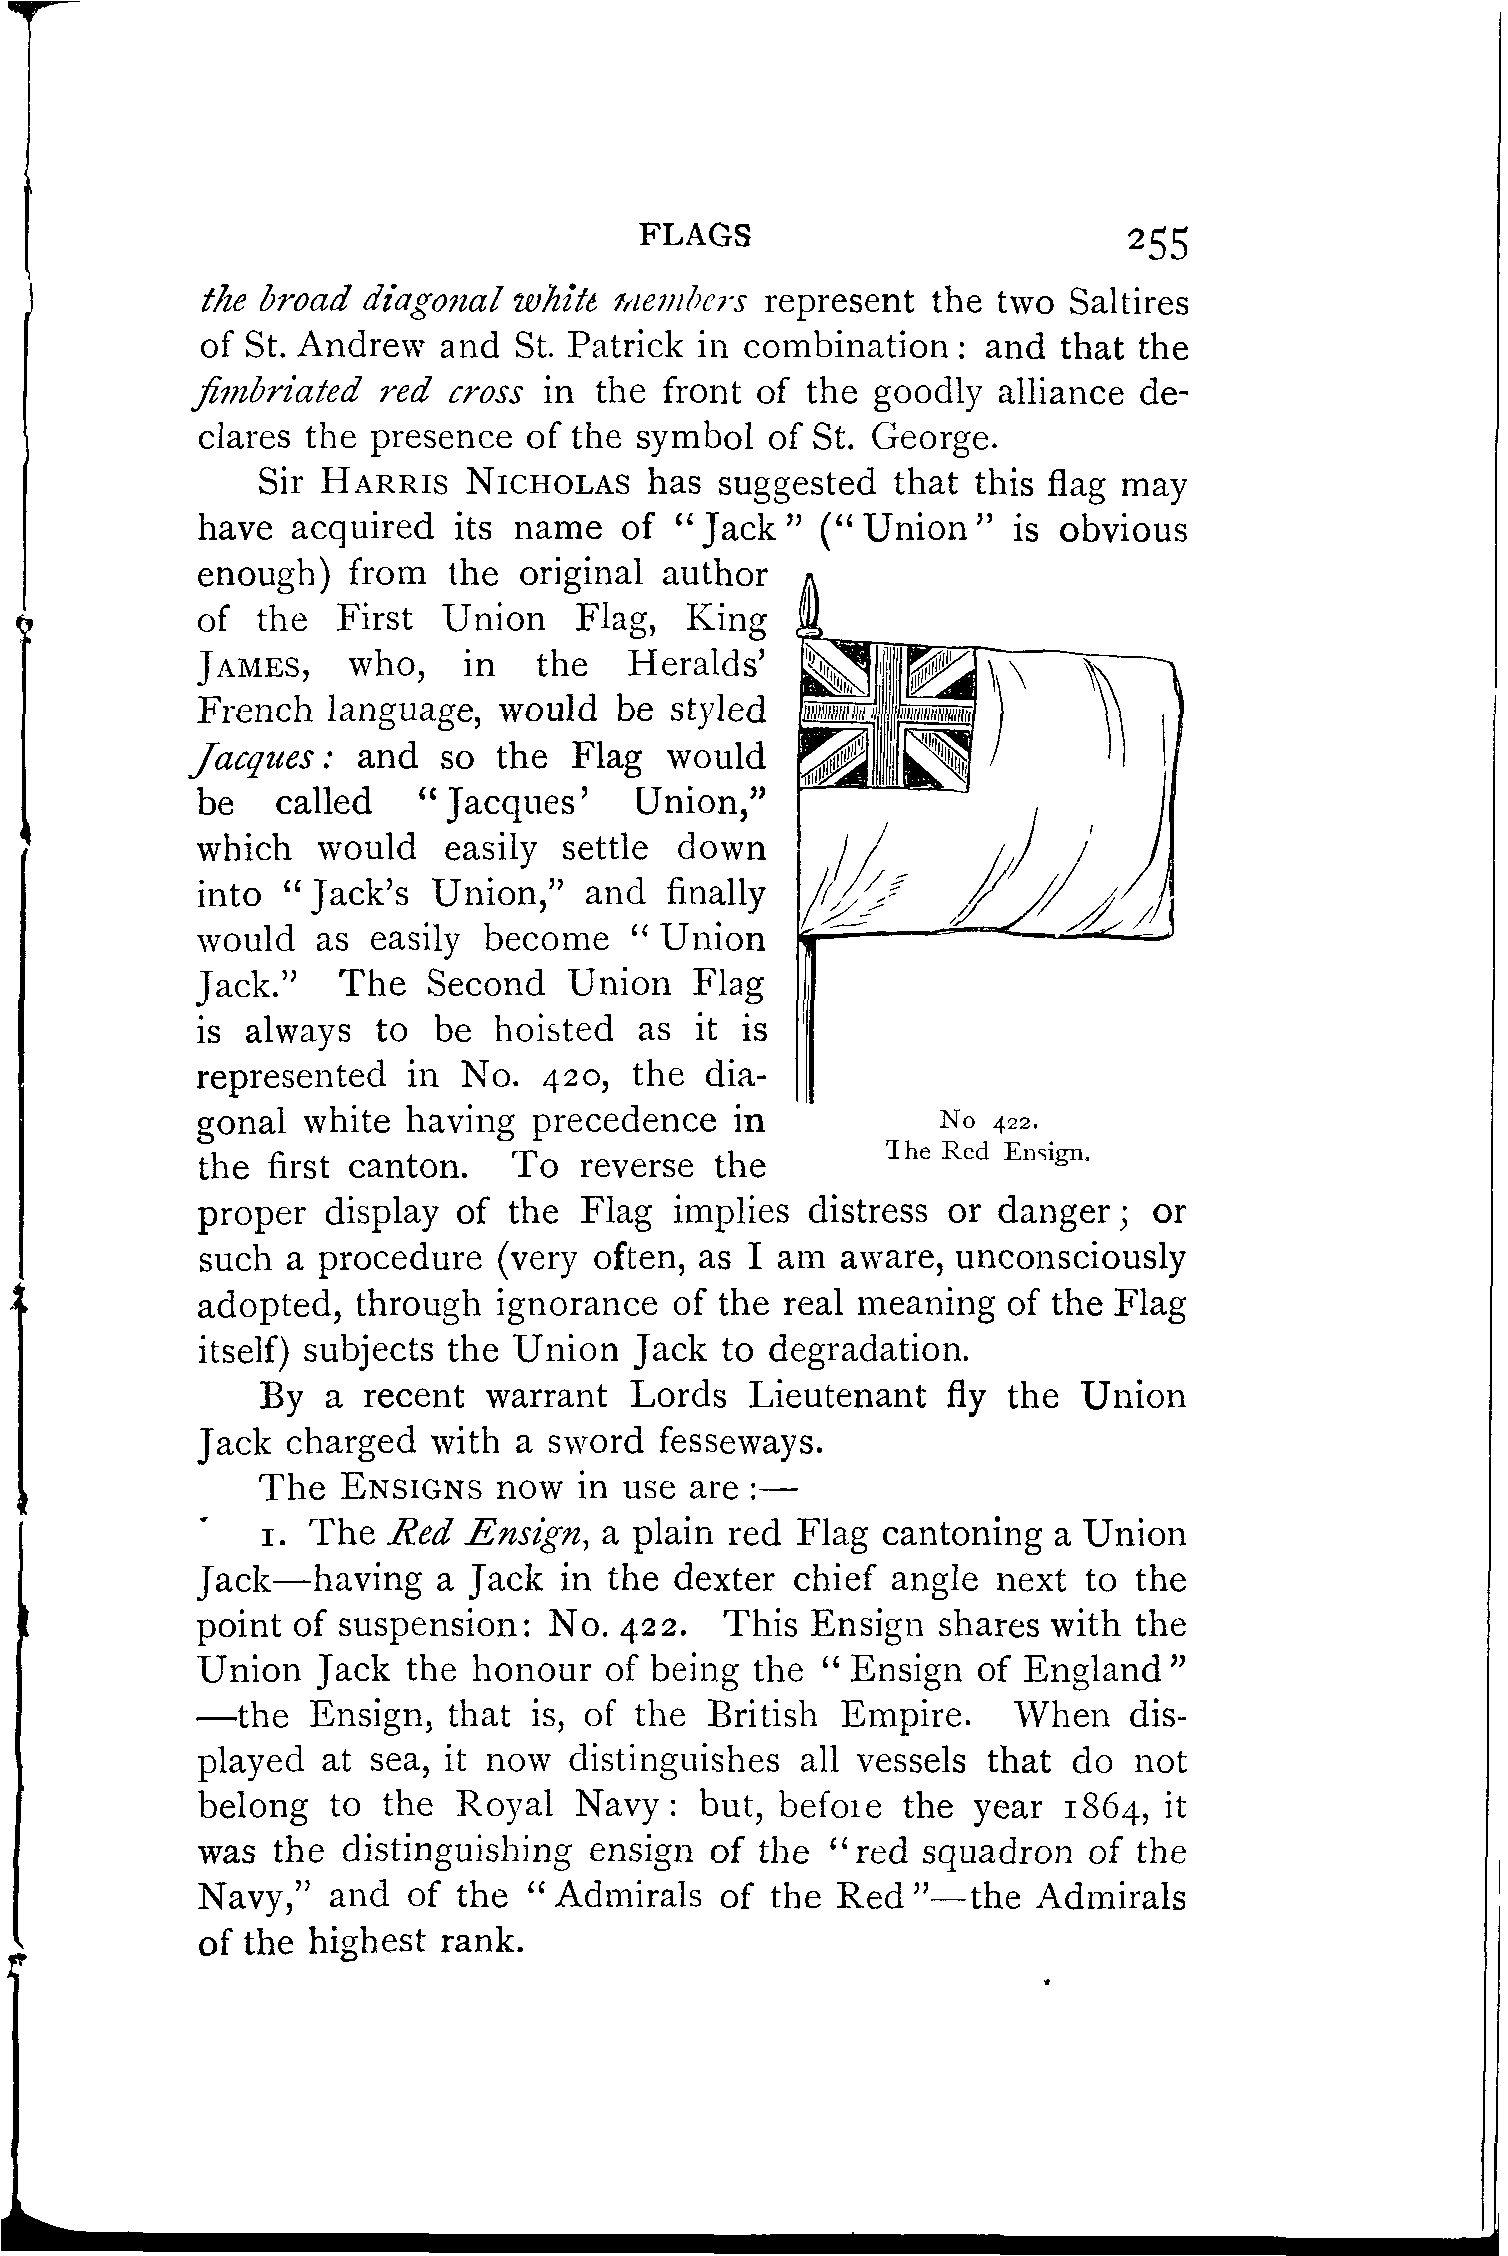 FLAGS 255
the broad diagonal white members represent the two Saltires
of St. Andrew and St. Patrick in combination : and that the
fimbriated red cross in the front of the goodly alliance de-
clares the presence of the symbol of St. George.
Sir HARRIS NICHOLAS has suggested that this flag may
have acquired its name of “Jack” (“Union” is obvious
enough) from the original author
of the First Union Flag, King
JAMES, who, in the Heralds’
French language, would be styled
Jacques : and so the Flag would
be called “Jacques’ Union,”
which would easily settle down
into “Jack’s Union,” and finally
would as easily become “Union
Jack.” The Second Union Flag
is always to be hoisted as it is
represented in No. 420, the dia-
gonal white having precedence in
the first canton. To reverse the
No 422.
The Red Ensign.
proper display of the Flag implies distress or danger ; or
such a procedure (very often, as I am aware, unconsciously
adopted, through ignorance of the real meaning of the Flag
itself) subjects the Union Jack to degradation.
By a recent warrant Lords Lieutenant fly the Union
Jack charged with a sword fesseways.
The ENSIGNS now in use are :—
1. The Red Ensign, a plain red Flag cantoning a Union
Jack—having a Jack in the dexter chief angle next to the
point of suspension: No. 422. This Ensign shares with the
Union Jack the honour of being the “Ensign of England”
—the Ensign, that is, of the British Empire. When dis-
played at sea, it now distinguishes all vessels that do not
belong to the Royal Navy : but, before the year 1864, it
was the distinguishing ensign of the “red squadron of the
Navy,” and of the “Admirals of the Red”—the Admirals
of the highest rank.